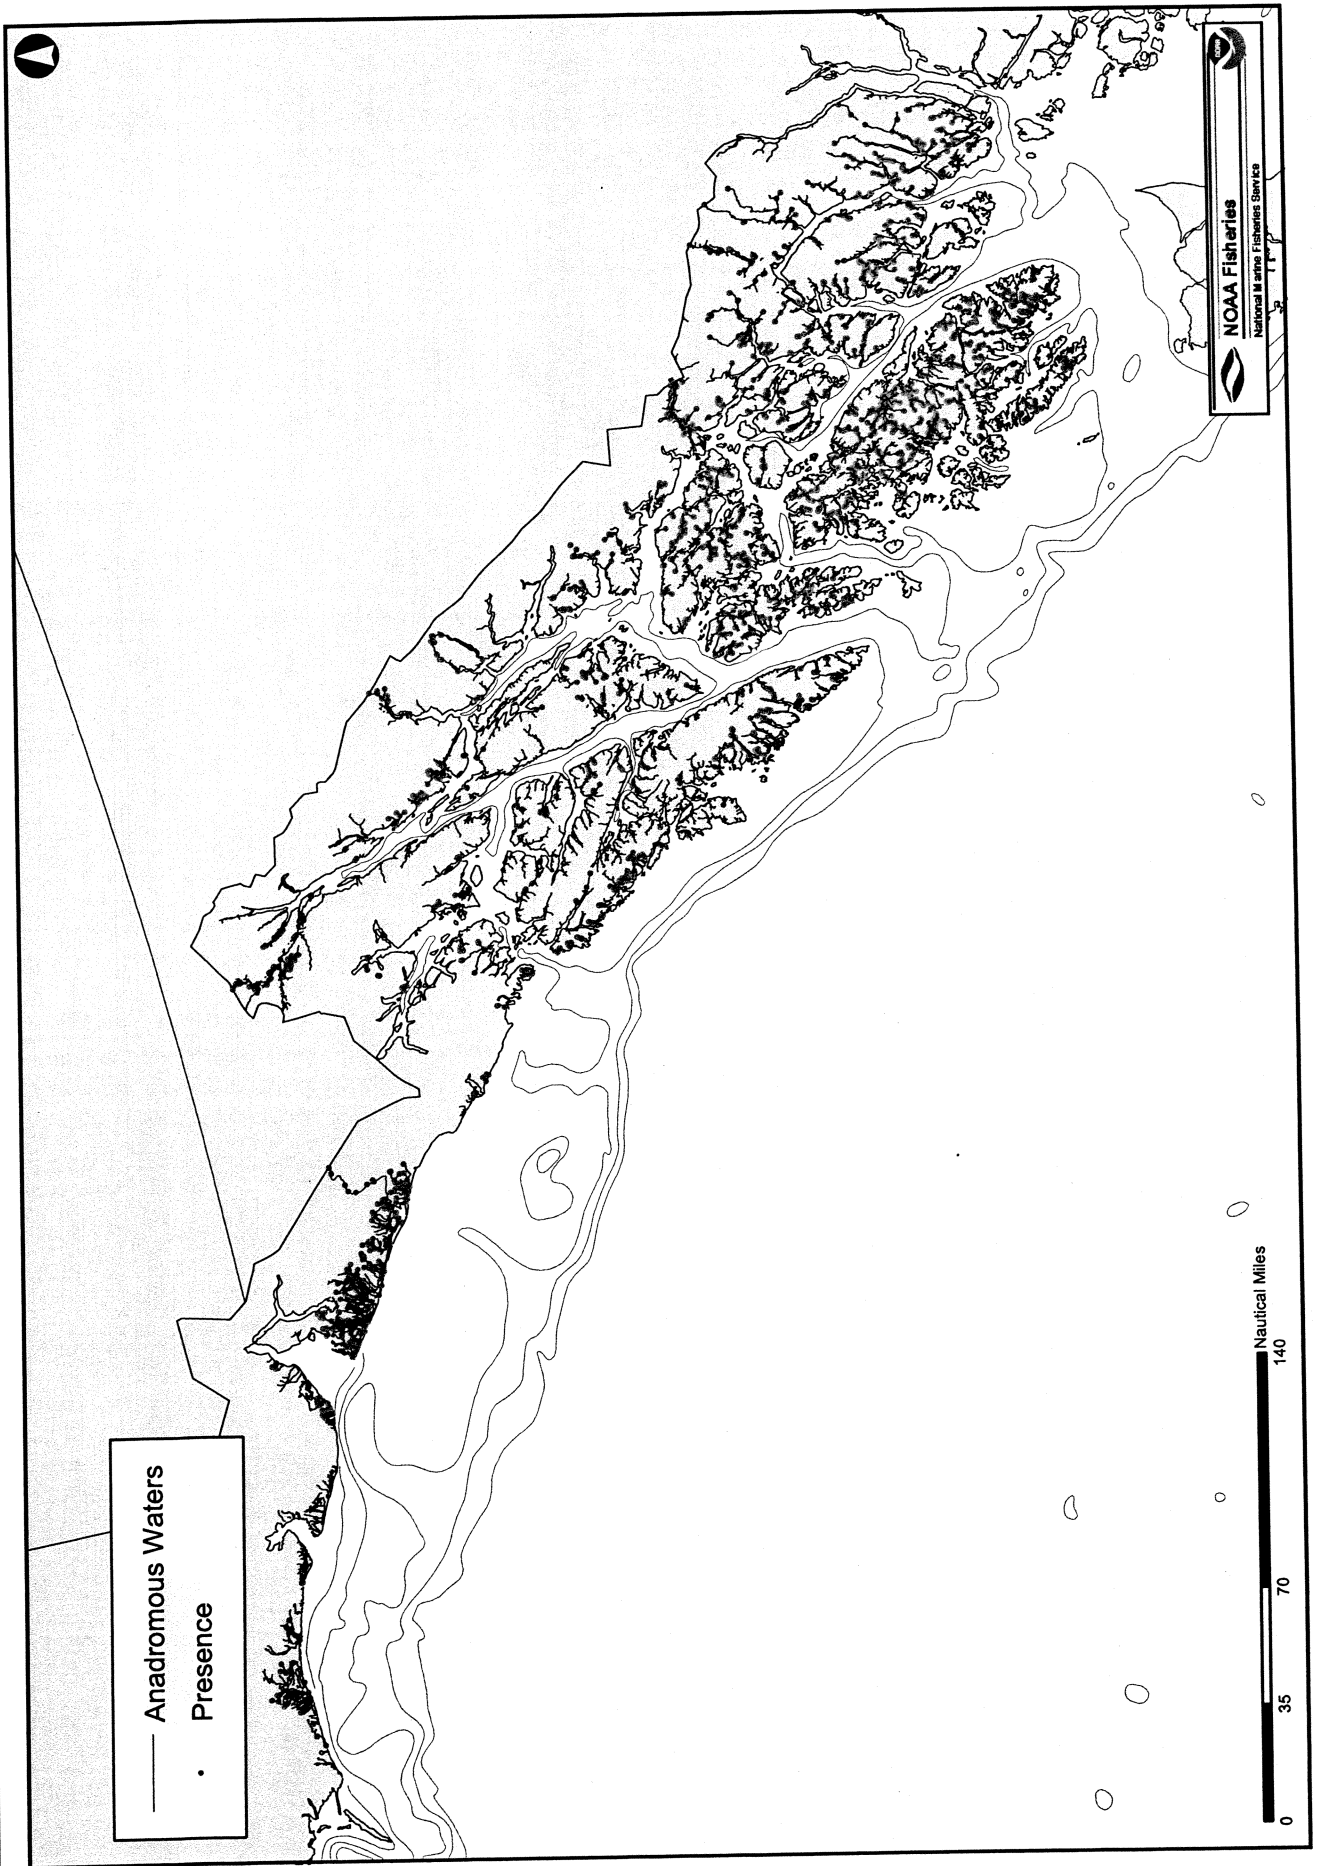 Anadromous Waters
Presence
0 35 70 140
Nautical Miles
NOAA Fisheries
National Marine Fisheries Service